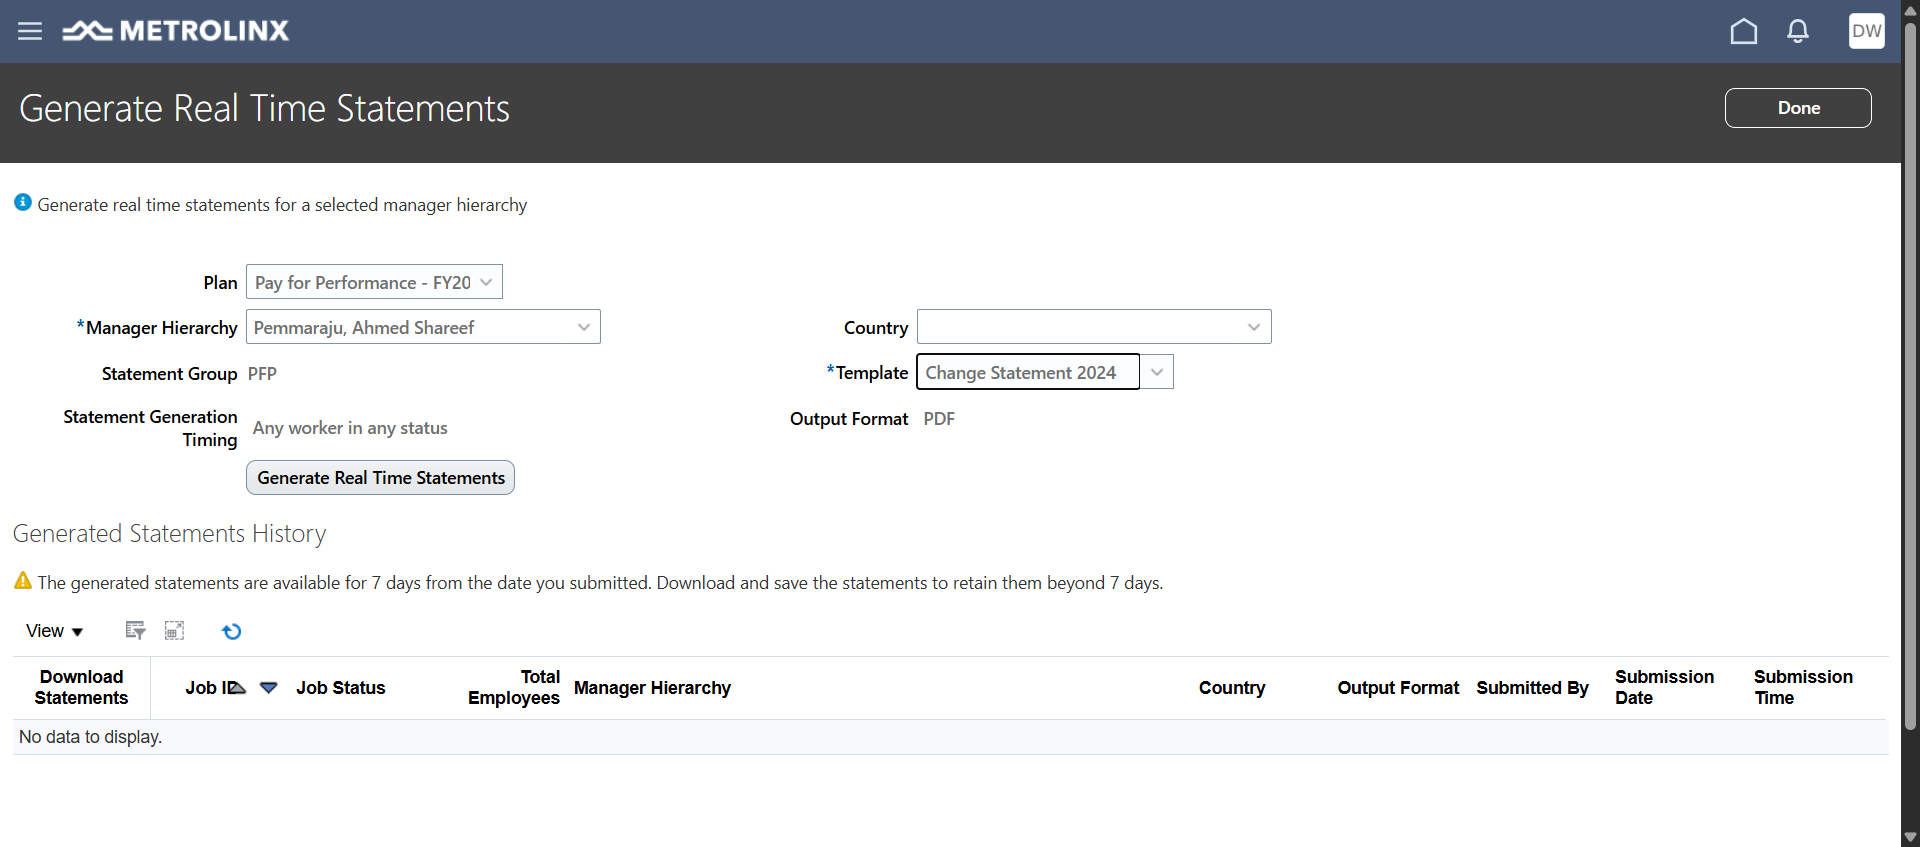 METROLINX
DW
Generate Real Time Statements
Done
Generate real time statements for a selected manager hierarchy
Plan
Pay for Performance - FY20
*Manager Hierarchy
Pemmaraju, Ahmed Shareef
Country
Statement Group
PFP
*Template
Change Statement 2024
Statement Generation
Timing
Any worker in any status
Output Format
PDF
Generate Real Time Statements
Generated Statements History
The generated statements are available for 7 days from the date you submitted. Download and save the statements to retain them beyond 7 days.
View
Download
Statements
Job ID
Job Status
Total
Employees
Manager Hierarchy
Country
Output Format
Submitted By
Submission
Date
Submission
Time
No data to display.